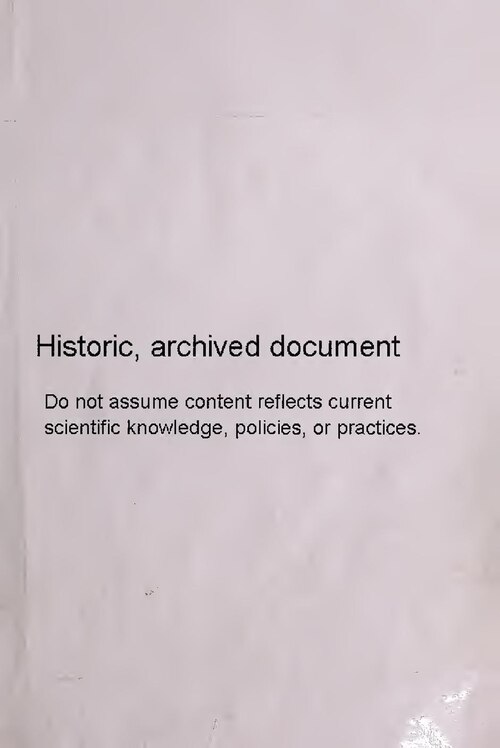 Historic, archived document
Do not assume content reflects current
scientific knowledge, policies, or practices.